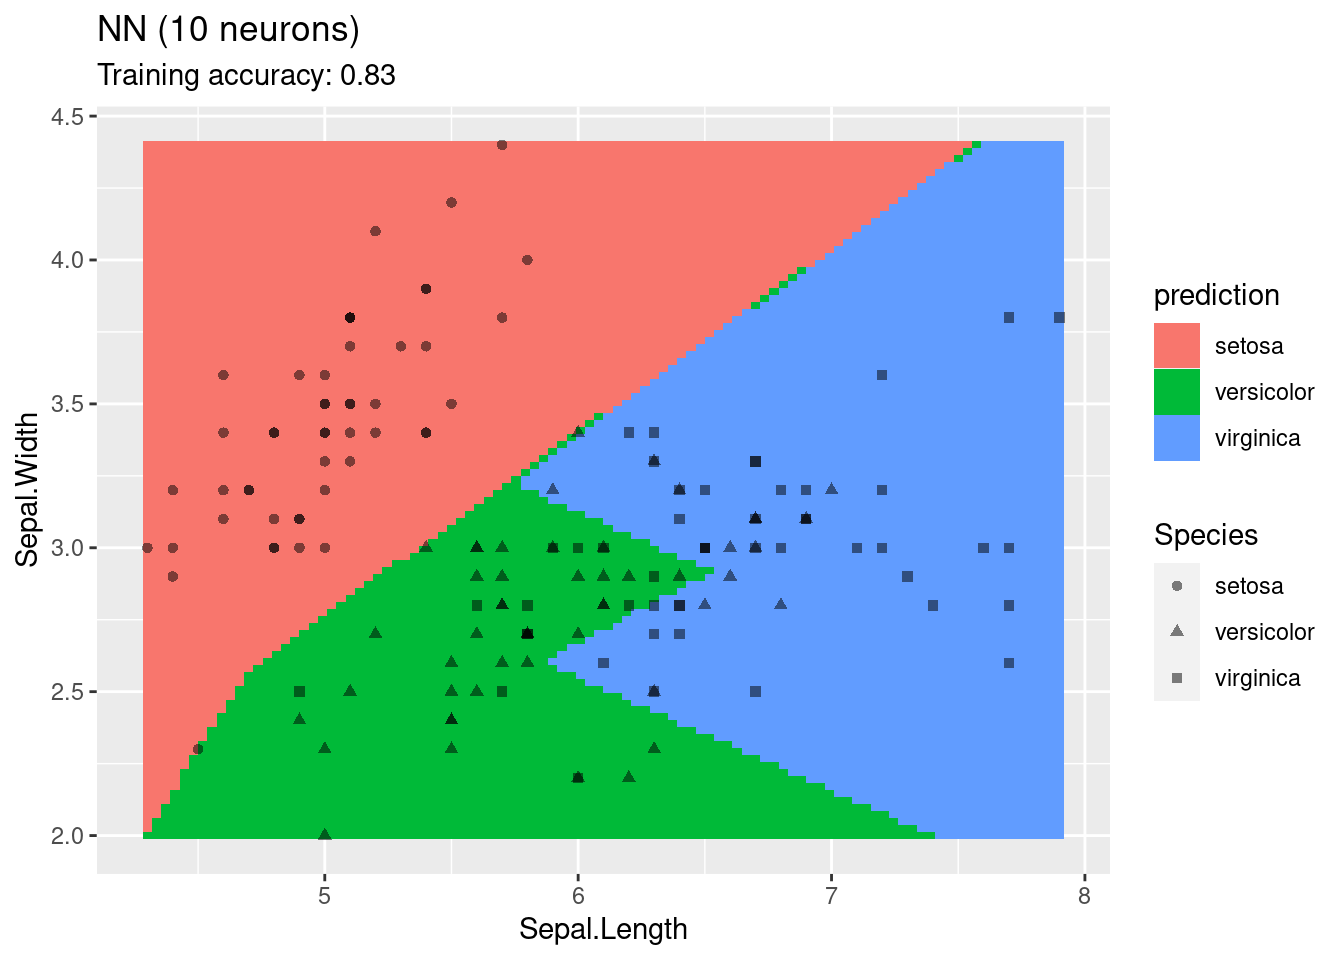 NN (10 neurons)
Training accuracy: 0.83
4.5
4.0
3.5
3.0
2.5
2.0
Sepal.Width
5 6 7 8
Sepal.Length
prediction
setosa
versicolor
virginica
Species
setosa
versicolor
virginica